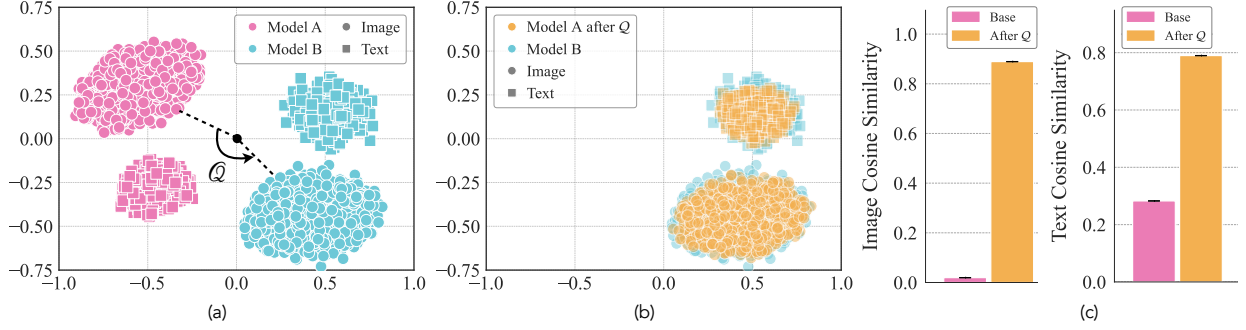 0.75
0.50
0.25
0.00
−0.25
−0.50
−0.75
−1.0
−0.5
0.0
0.5
1.0
Model A
Model B
Image
Text
𝒬
(a)
0.75
0.50
0.25
0.00
−0.25
−0.50
−0.75
−1.0
−0.5
0.0
0.5
1.0
Model A after 𝒬
Model B
Image
Text
(b)
Image Cosine Similarity
1.0
0.8
0.6
0.4
0.2
0.0
Base
After 𝒬
Text Cosine Similarity
0.8
0.6
0.4
0.2
0.0
Base
After 𝒬
(c)